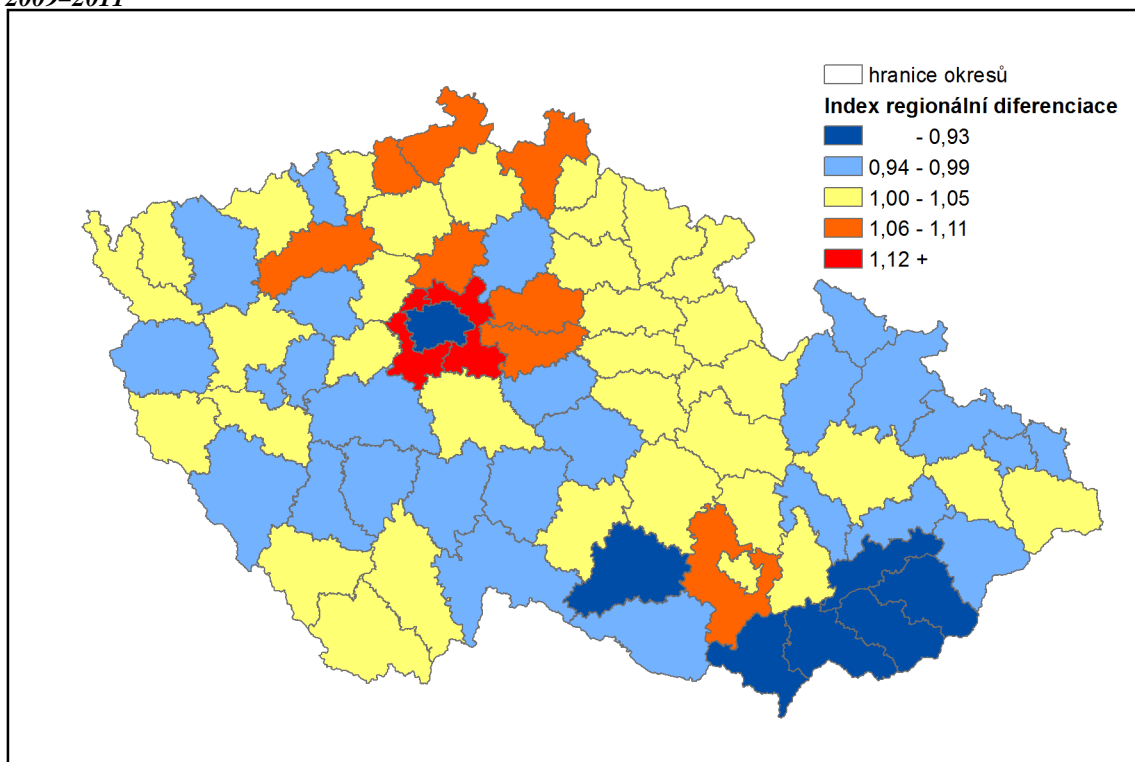 2009–2011
hranice okresů
Index regionální diferenciace
- 0,93
0,94 - 0,99
1,00 - 1,05
1,06 - 1,11
1,12 +